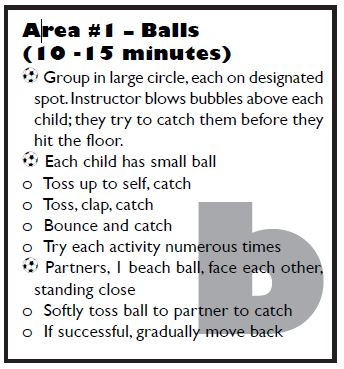 Area #1 – Balls
(10 -15 minutes)
Group in large circle, each on designated
spot. Instructor blows bubbles above each
child; they try to catch them before they
hit the floor.
Each child has small ball
o Toss up to self, catch
o Toss, clap, catch
o Bounce and catch
o Try each activity numerous times
Partners, 1 beach ball, face each other,
standing close
o Softly toss ball to partner to catch
o If successful, gradually move back
b